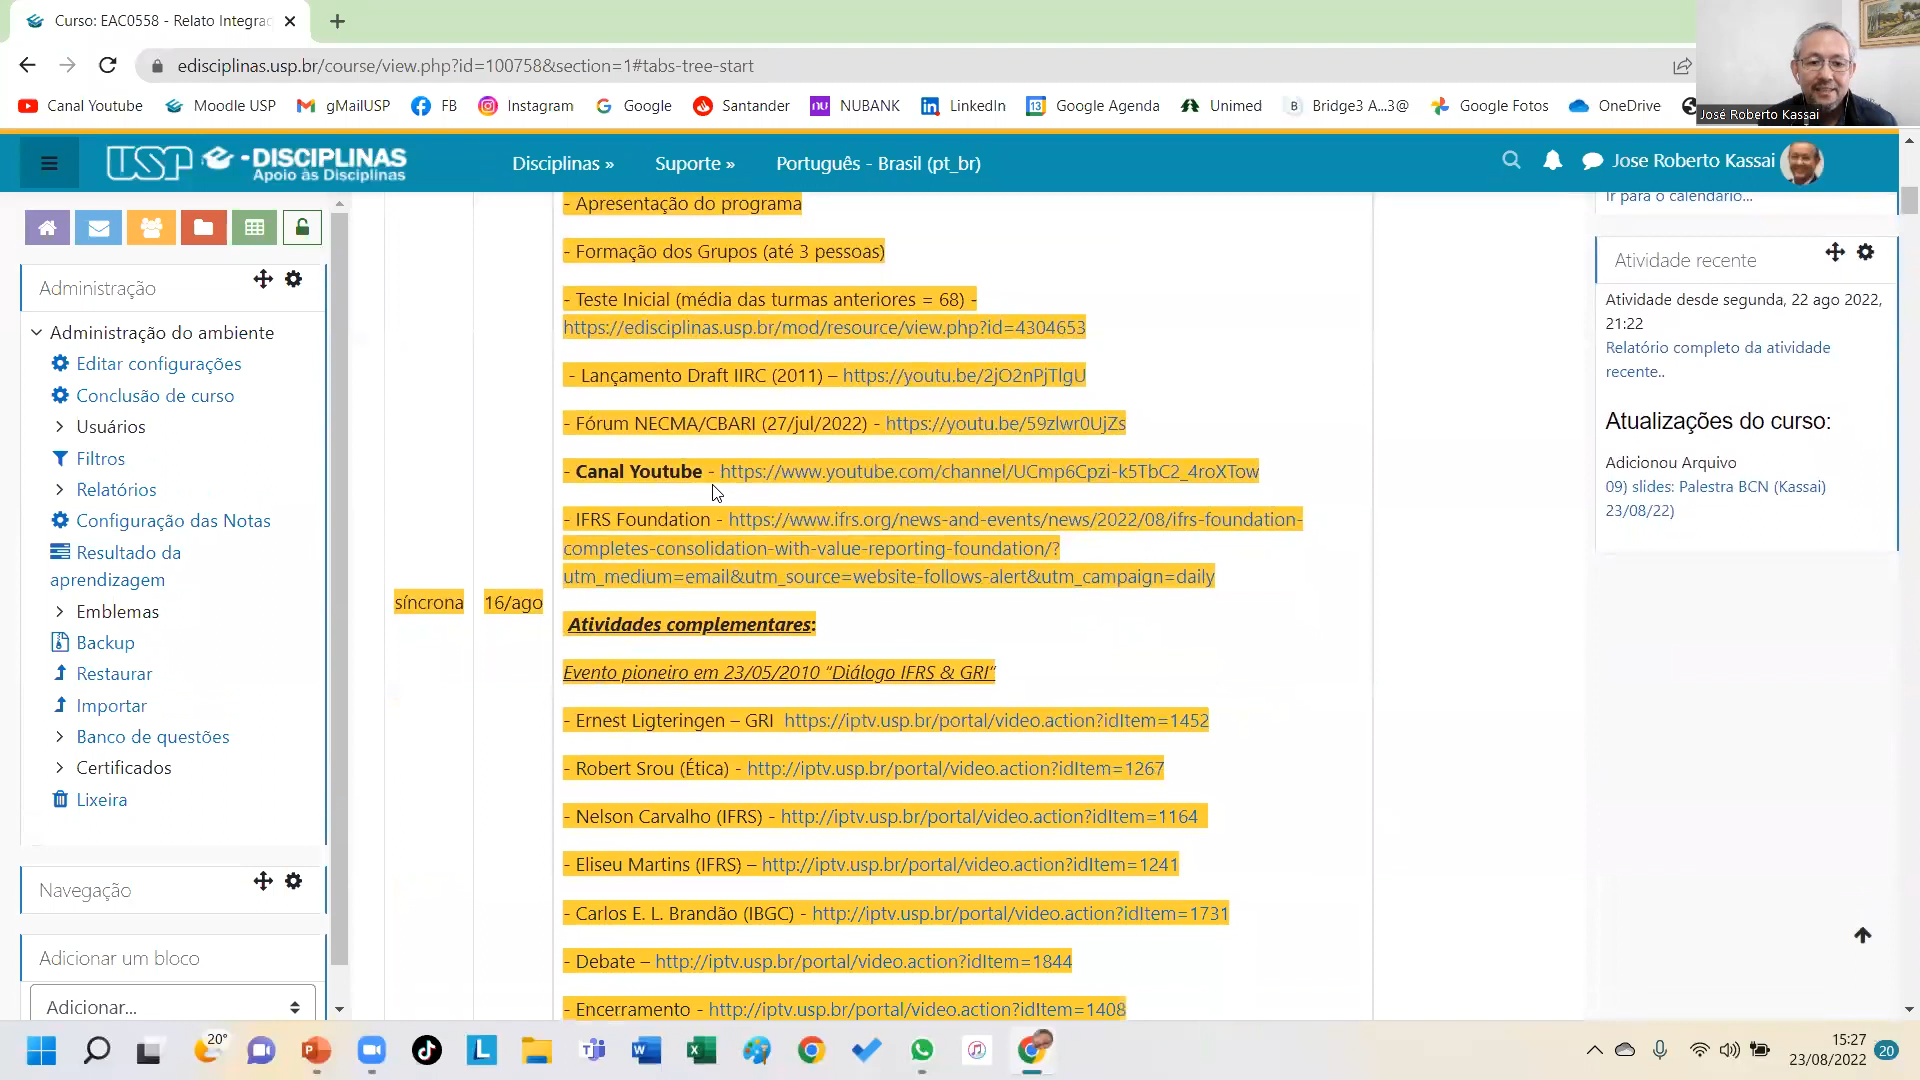 Curso: EAC0558 - Relato Integrad
edisciplinas.usp.br/course/view.php?id=100758&section=1#tabs-tree-start
Canal Youtube
Moodle USP
gMailUSP
FB
Instagram
Google
Santander
NUBANK
LinkedIn
Google Agenda
Unimed
Bridge3 A...3@
Google Fotos
OneDrive
José Roberto Kassai
USP e-DISCIPLINAS
Apoio às Disciplinas
Disciplinas »
Suporte »
Português - Brasil (pt_br)
Jose Roberto Kassai
Administração
Administração do ambiente
Editar configurações
Conclusão de curso
Usuários
Filtros
Relatórios
Configuração das Notas
Resultado da
aprendizagem
Emblemas
Backup
Restaurar
Importar
Banco de questões
Certificados
Lixeira
Navegação
Adicionar um bloco
Adicionar...
síncrona
16/ago
- Apresentação do programa
- Formação dos Grupos (até 3 pessoas)
- Teste Inicial (média das turmas anteriores = 68) -
https://edisciplinas.usp.br/mod/resource/view.php?id=4304653
- Lançamento Draft IIRC (2011) – https://youtu.be/2jO2nPjTlgU
- Fórum NECMA/CBARI (27/jul/2022) - https://youtu.be/59zlwr0UjZs
- Canal Youtube - https://www.youtube.com/channel/UCmp6Cpzi-k5TbC2_4roXTow
- IFRS Foundation - https://www.ifrs.org/news-and-events/news/2022/08/ifrs-foundation-
completes-consolidation-with-value-reporting-foundation/?
utm_medium=email&utm_source=website-follows-alert&utm_campaign=daily
Atividades complementares:
Evento pioneiro em 23/05/2010 “Diálogo IFRS & GRI”
- Ernest Ligteringen – GRI https://iptv.usp.br/portal/video.action?idItem=1452
- Robert Srou (Ética) - http://iptv.usp.br/portal/video.action?idItem=1267
- Nelson Carvalho (IFRS) - http://iptv.usp.br/portal/video.action?idItem=1164
- Eliseu Martins (IFRS) – http://iptv.usp.br/portal/video.action?idItem=1241
- Carlos E. L. Brandão (IBGC) - http://iptv.usp.br/portal/video.action?idItem=1731
- Debate – http://iptv.usp.br/portal/video.action?idItem=1844
- Encerramento - http://iptv.usp.br/portal/video.action?idItem=1408
Ir para o calendário...
Atividade recente
Atividade desde segunda, 22 ago 2022,
21:22
Relatório completo da atividade
recente..
Atualizações do curso:
Adicionou Arquivo
09) slides: Palestra BCN (Kassai)
23/08/22)
20°
15:27
23/08/2022
20